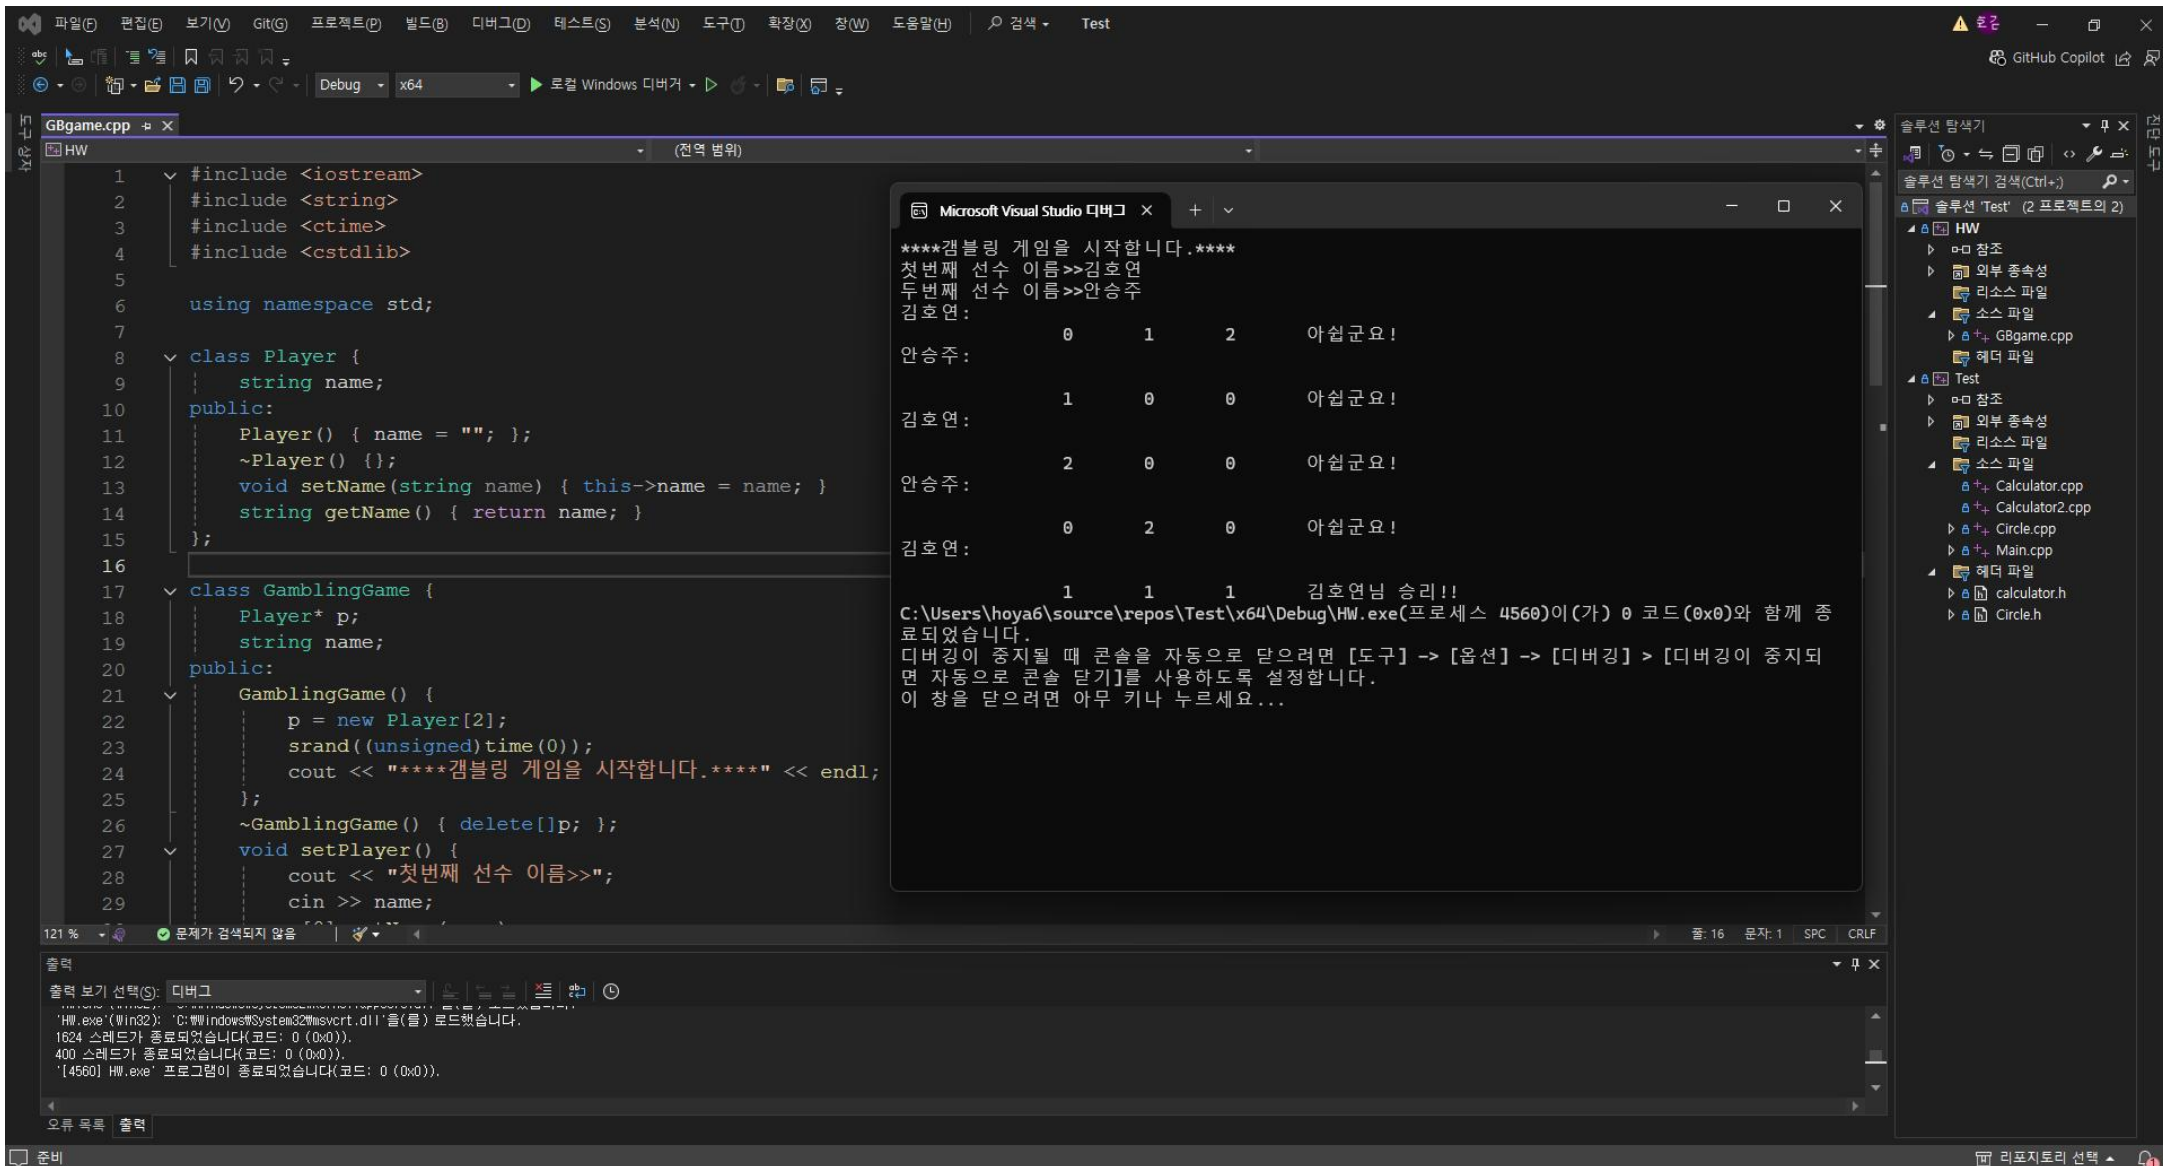 파일(F) 편집(E) 보기(V) Git(G) 프로젝트(P) 빌드(B) 디버그(D) 테스트(S) 분석(N) 도구(T) 확장(X) 창(W) 도움말(H) 검색 Test
GitHub Copilot
Debug x64 로컬 Windows 디버거
도구 상자
GBgame.cpp
HW (전역 범위)
1 #include <iostream>
2 #include <string>
3 #include <ctime>
4 #include <cstdlib>
5
6 using namespace std;
7
8 class Player {
9 string name;
10 public:
11 Player() { name = ""; };
12 ~Player() {};
13 void setName(string name) { this->name = name; }
14 string getName() { return name; }
15 };
16
17 class GamblingGame {
18 Player* p;
19 string name;
20 public:
21 GamblingGame() {
22 p = new Player[2];
23 srand((unsigned)time(0));
24 cout << "****갬블링 게임을 시작합니다.****" << endl;
25 };
26 ~GamblingGame() { delete[]p; };
27 void setPlayer() {
28 cout << "첫번째 선수 이름>>";
29 cin >> name;
121 % 문제가 검색되지 않음 줄: 16 문자: 1 SPC CRLF
Microsoft Visual Studio 디버그
****갬블링 게임을 시작합니다.****
첫번째 선수 이름>>김호연
두번째 선수 이름>>안승주
김호연:
0 1 2 아쉽군요!
안승주:
1 0 0 아쉽군요!
김호연:
2 0 0 아쉽군요!
안승주:
0 2 0 아쉽군요!
김호연:
1 1 1 김호연님 승리!!
C:\Users\hoya6\source\repos\Test\x64\Debug\HW.exe(프로세스 4560)이(가) 0 코드(0x0)와 함께 종
료되었습니다.
디버깅이 중지될 때 콘솔을 자동으로 닫으려면 [도구] -> [옵션] -> [디버깅] > [디버깅이 중지되
면 자동으로 콘솔 닫기]를 사용하도록 설정합니다.
이 창을 닫으려면 아무 키나 누르세요...
솔루션 탐색기
솔루션 탐색기 검색(Ctrl+;)
솔루션 'Test' (2 프로젝트의 2)
HW
참조
외부 종속성
리소스 파일
소스 파일
GBgame.cpp
헤더 파일
Test
참조
외부 종속성
리소스 파일
소스 파일
Calculator.cpp
Calculator2.cpp
Circle.cpp
Main.cpp
헤더 파일
calculator.h
Circle.h
진단 도구
출력
출력 보기 선택(S): 디버그
'HW.exe'(Win32): 'C:\Windows\System32\msvcrt.dll'을(를) 로드했습니다.
1624 스레드가 종료되었습니다(코드: 0 (0x0)).
400 스레드가 종료되었습니다(코드: 0 (0x0)).
'[4560] HW.exe' 프로그램이 종료되었습니다(코드: 0 (0x0)).
오류 목록 출력
준비 리포지토리 선택